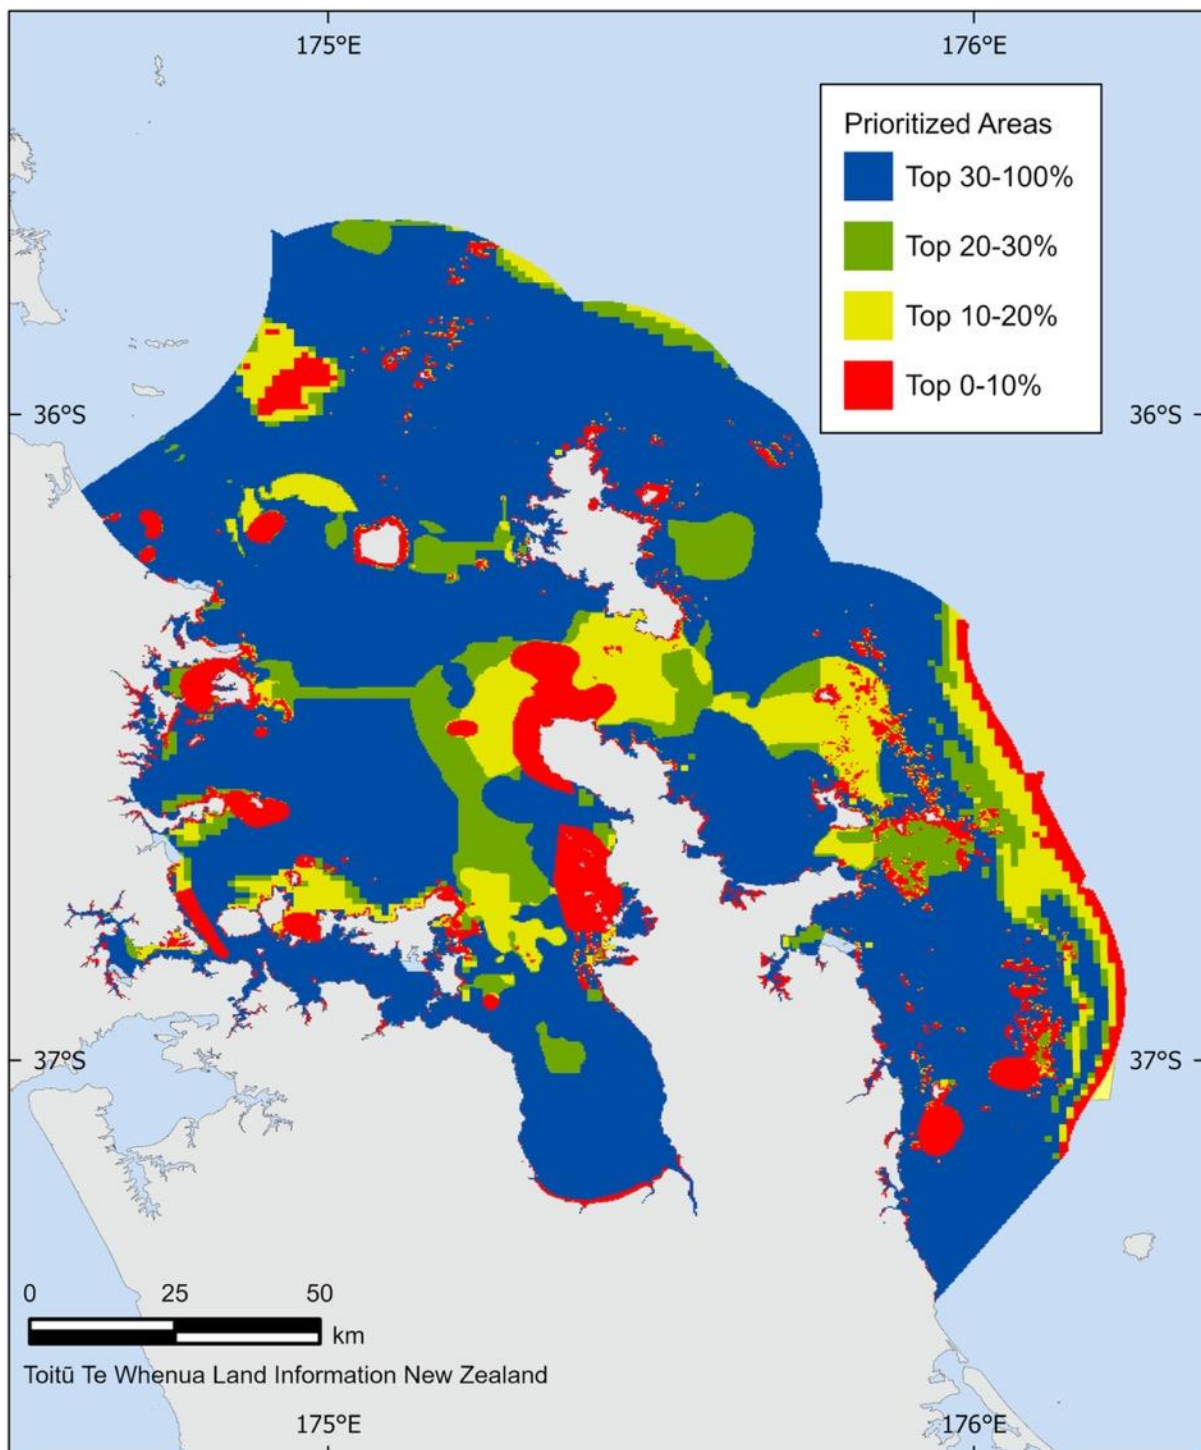 175°E
176°E
Prioritized Areas
Top 30-100%
Top 20-30%
Top 10-20%
Top 0-10%
36°S
36°S
37°S
37°S
0 25 50
km
Toitū Te Whenua Land Information New Zealand
175°E
176°E